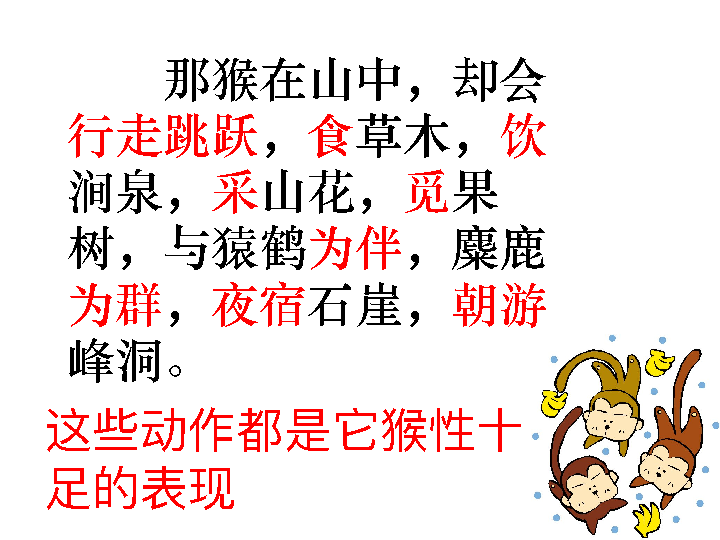 那猴在山中，却会
行走跳跃，食草木，饮
涧泉，采山花，觅果
树，与猿鹤为伴，麋鹿
为群，夜宿石崖，朝游
峰洞。
这些动作都是它猴性十
足的表现